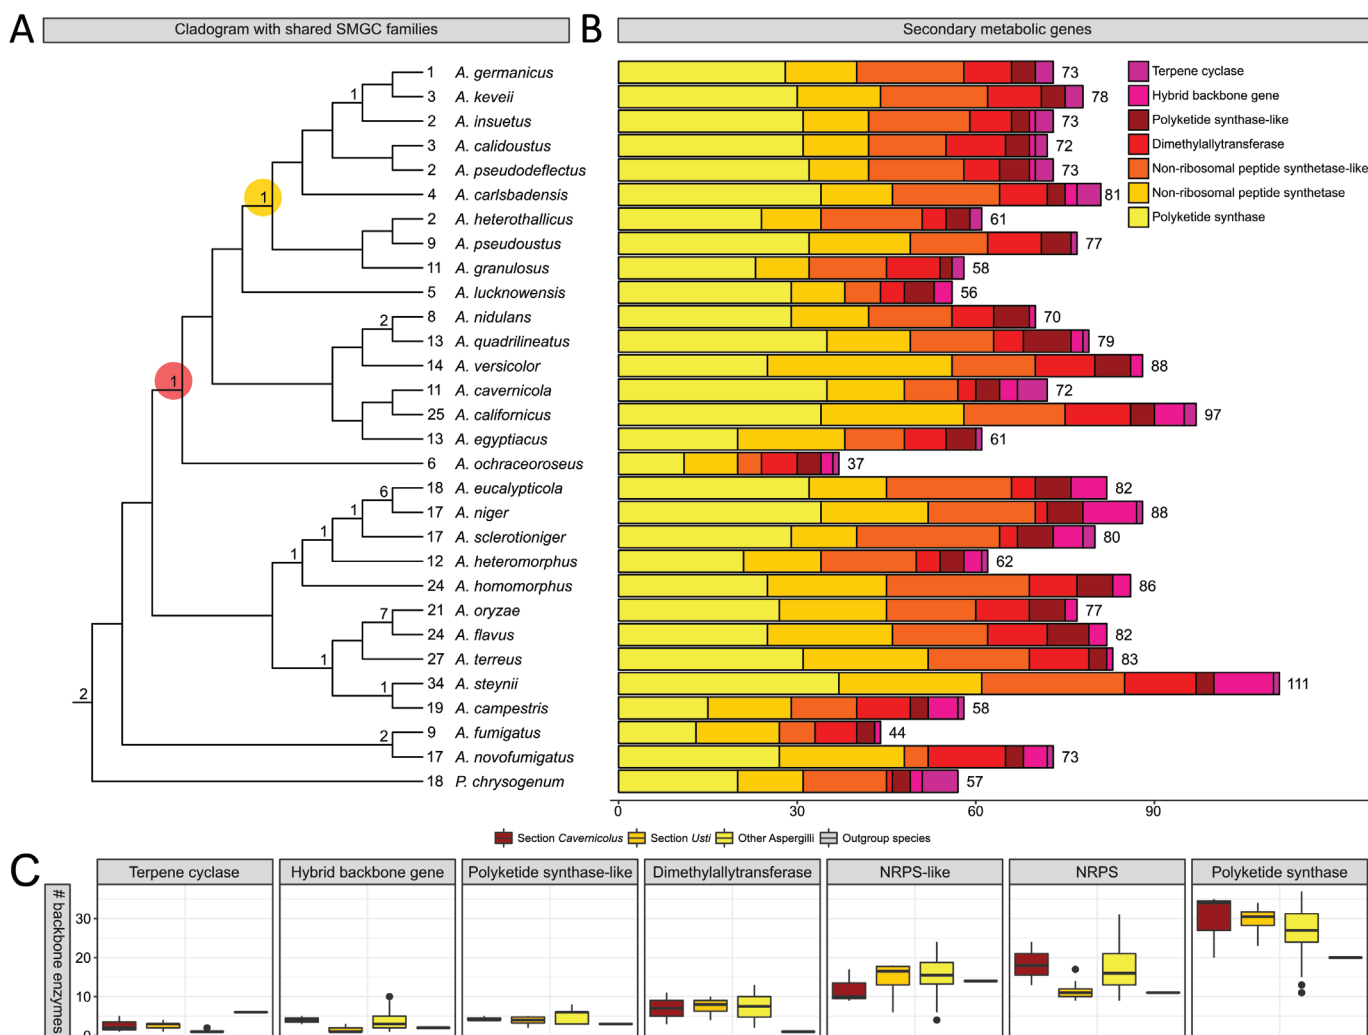 A
Cladogram with shared SMGC families
B
Secondary metabolic genes
1 A. germanicus 73
1
3 A. keveii 78
2 A. insuetus 73
3 A. calidoustus 72
2 A. pseudodeflectus 73
4 A. carlsbadensis 81
1
2 A. heterothallicus 61
9 A. pseudoustus 77
11 A. granulosus 58
5 A. lucknowensis 56
8 A. nidulans 70
2
13 A. quadrilineatus 79
14 A. versicolor 88
1
11 A. cavernicola 72
25 A. californicus 97
13 A. egyptiacus 61
6 A. ochraceoroseus 37
18 A. eucalypticola 82
6
17 A. niger 88
1
17 A. sclerotioniger 80
1
12 A. heteromorphus 62
1
24 A. homomorphus 86
21 A. oryzae 77
7
24 A. flavus 82
27 A. terreus 83
1
34 A. steynii 111
1
2
19 A. campestris 58
9 A. fumigatus 44
2
17 A. novofumigatus 73
18 P. chrysogenum 57
Terpene cyclase
Hybrid backbone gene
Polyketide synthase-like
Dimethylallytransferase
Non-ribosomal peptide synthetase-like
Non-ribosomal peptide synthetase
Polyketide synthase
0 30 60 90
Section Cavernicolus Section Usti Other Aspergilli Outgroup species
C
Terpene cyclase Hybrid backbone gene Polyketide synthase-like Dimethylallytransferase NRPS-like NRPS Polyketide synthase
# backbone enzymes
30
20
10
0